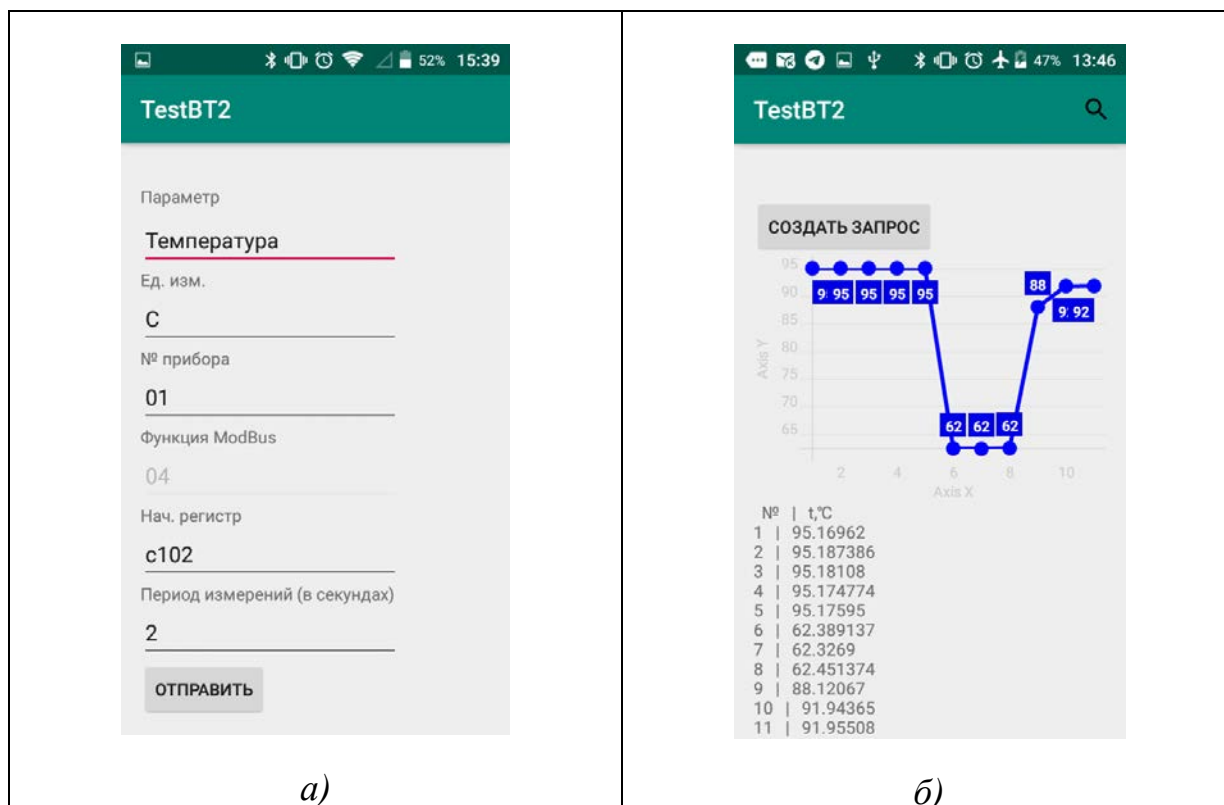 52% 15:39
TestBT2
Параметр
Температура
Ед. изм.
С
№ прибора
01
Функция ModBus
04
Нач. регистр
c102
Период измерений (в секундах)
2
ОТПРАВИТЬ
а)
47% 13:46
TestBT2
СОЗДАТЬ ЗАПРОС
95
90
85
80
75
70
65
Axis Y
95 95 95 95
62 62 62
88
92
2 4 6 8 10
Axis X
№ | t,°C
1 | 95.16962
2 | 95.187386
3 | 95.18108
4 | 95.174774
5 | 95.17595
6 | 62.389137
7 | 62.3269
8 | 62.451374
9 | 88.12067
10 | 91.94365
11 | 91.95508
б)